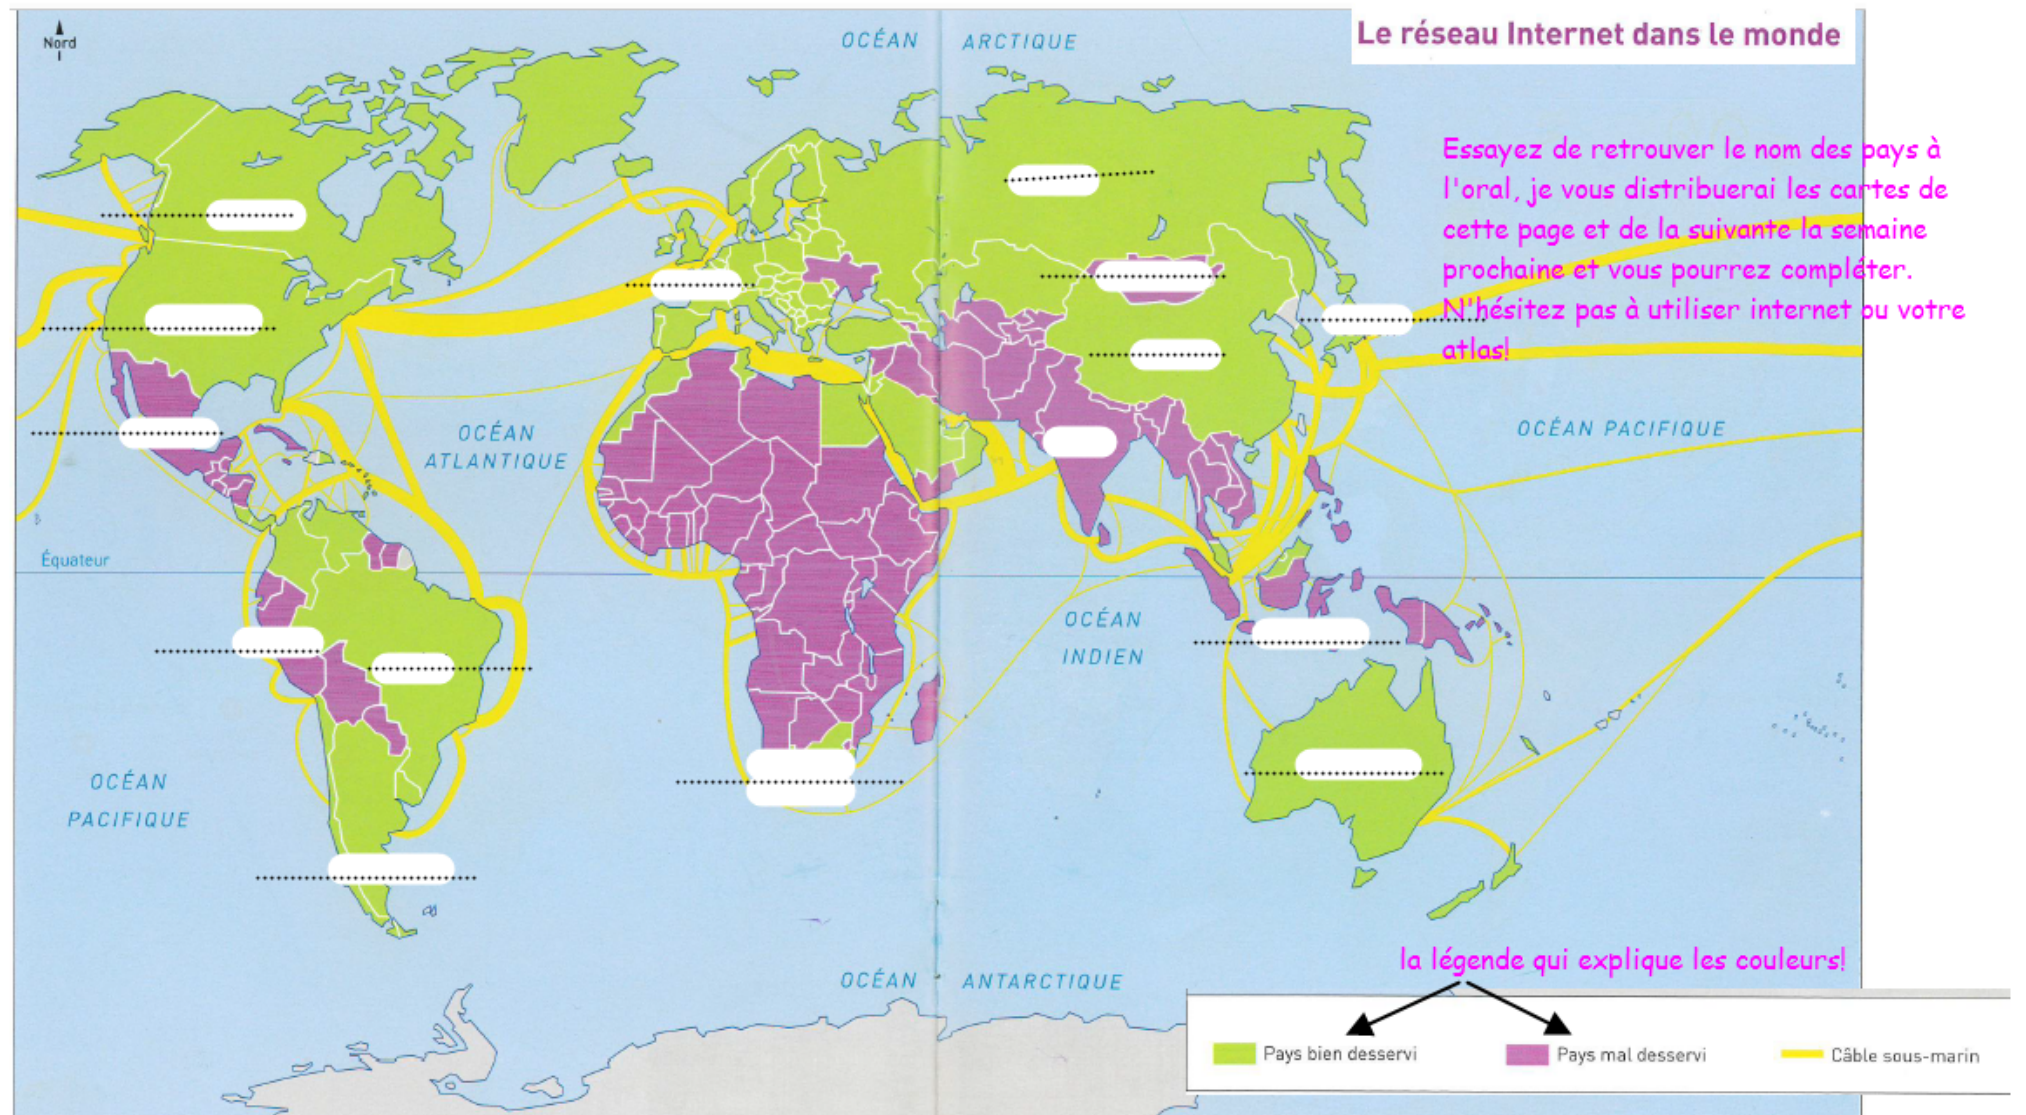 Nord
OCÉAN ARCTIQUE
Le réseau Internet dans le monde
Essayez de retrouver le nom des pays à
l'oral, je vous distribuerai les cartes de
cette page et de la suivante la semaine
prochaine et vous pourrez compléter.
N'hésitez pas à utiliser internet ou votre
atlas!
OCÉAN
ATLANTIQUE
OCÉAN PACIFIQUE
Équateur
OCÉAN
INDIEN
OCÉAN
PACIFIQUE
OCÉAN ANTARCTIQUE
la légende qui explique les couleurs!
Pays bien desservi
Pays mal desservi
Câble sous-marin